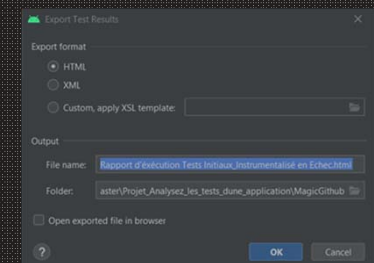 Export Test Results
Export format
HTML
XML
Custom, apply XSL template:
Output
File name: Rapport d'éxécution Tests Initiaux_Instrumentalisé en Echec.html
Folder: aster\Projet_Analysez_les_tests_dune_application\MagicGithub
Open exported file in browser
? OK Cancel